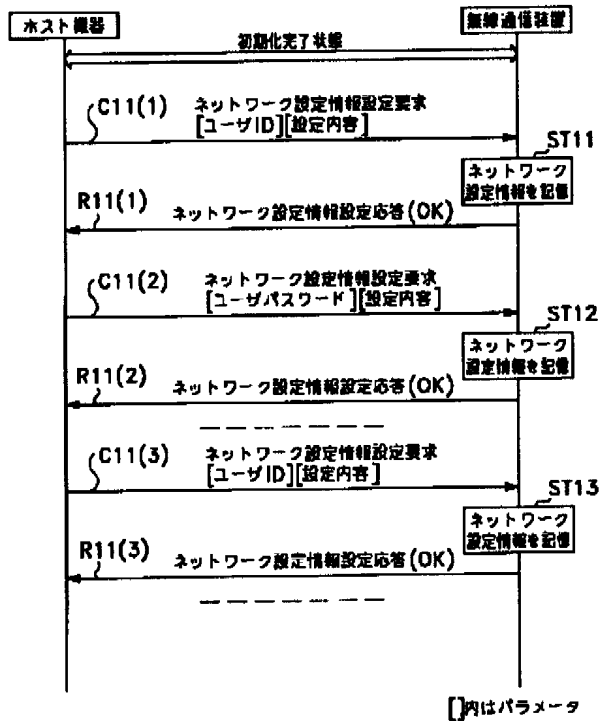 ホスト機器
無線通信装置
初期化完了状態
C11(1)
ネットワーク設定情報設定要求
[ユーザID][設定内容]
ST11
ネットワーク
設定情報を記憶
R11(1)
ネットワーク設定情報設定応答(OK)
C11(2)
ネットワーク設定情報設定要求
[ユーザパスワード][設定内容]
ST12
ネットワーク
設定情報を記憶
R11(2)
ネットワーク設定情報設定応答(OK)
C11(3)
ネットワーク設定情報設定要求
[ユーザID][設定内容]
ST13
ネットワーク
設定情報を記憶
R11(3)
ネットワーク設定情報設定応答(OK)
[]内はパラメータ